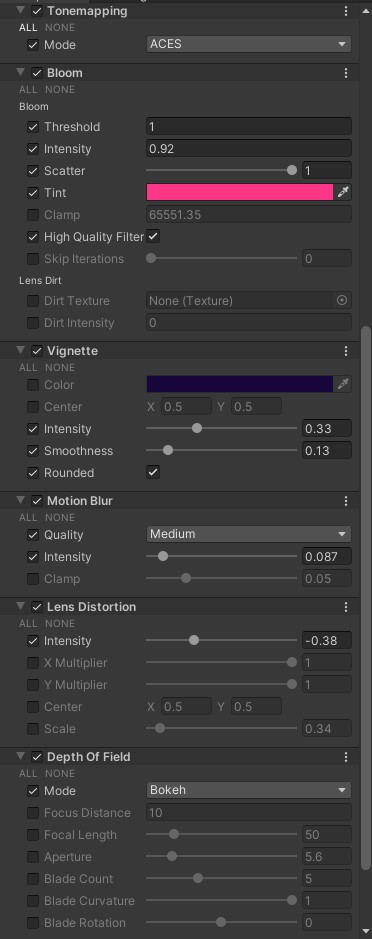 Tonemapping
ALL NONE
Mode ACES
Bloom
ALL NONE
Bloom
Threshold 1
Intensity 0.92
Scatter 1
Tint
Clamp 65551.35
High Quality Filter
Skip Iterations 0
Lens Dirt
Dirt Texture None (Texture)
Dirt Intensity 0
Vignette
ALL NONE
Color
Center X 0.5 Y 0.5
Intensity 0.33
Smoothness 0.13
Rounded
Motion Blur
ALL NONE
Quality Medium
Intensity 0.087
Clamp 0.05
Lens Distortion
ALL NONE
Intensity -0.38
X Multiplier 1
Y Multiplier 1
Center X 0.5 Y 0.5
Scale 0.34
Depth Of Field
ALL NONE
Mode Bokeh
Focus Distance 10
Focal Length 50
Aperture 5.6
Blade Count 5
Blade Curvature 1
Blade Rotation 0